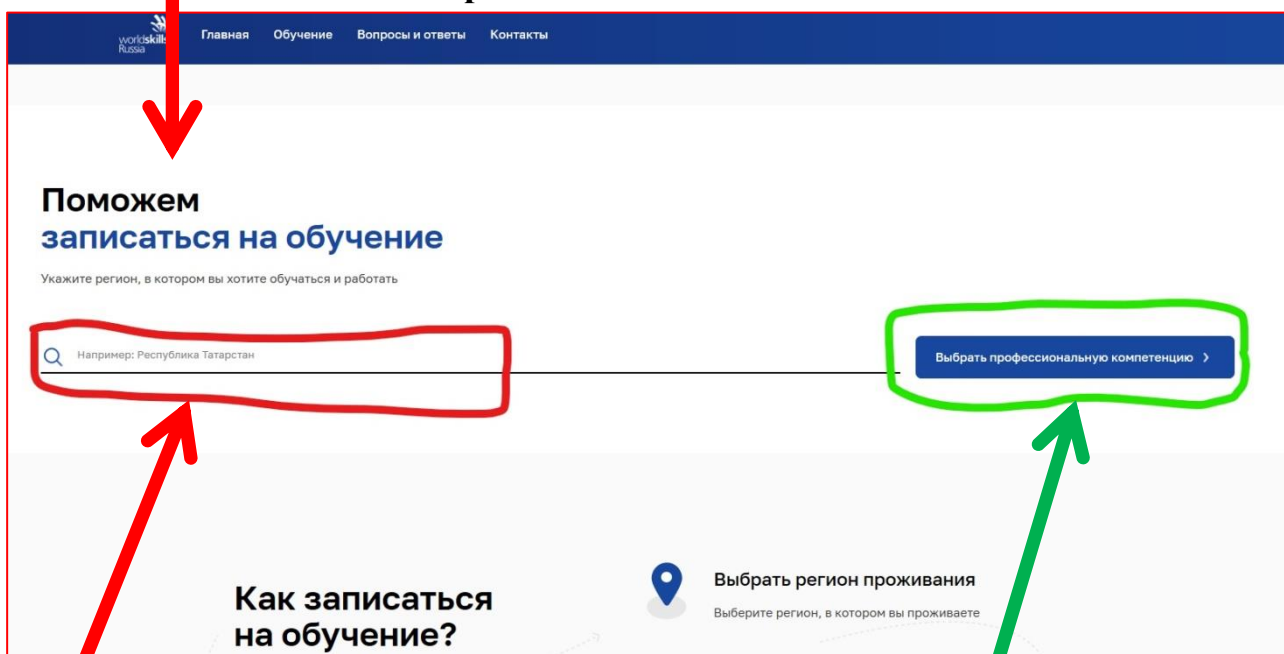 worldskills
Russia
Главная Обучение Вопросы и ответы Контакты
Поможем
записаться на обучение
Укажите регион, в котором вы хотите обучаться и работать
Например: Республика Татарстан
Выбрать профессиональную компетенцию
Как записаться
на обучение?
Выбрать регион проживания
Выберите регион, в котором вы проживаете